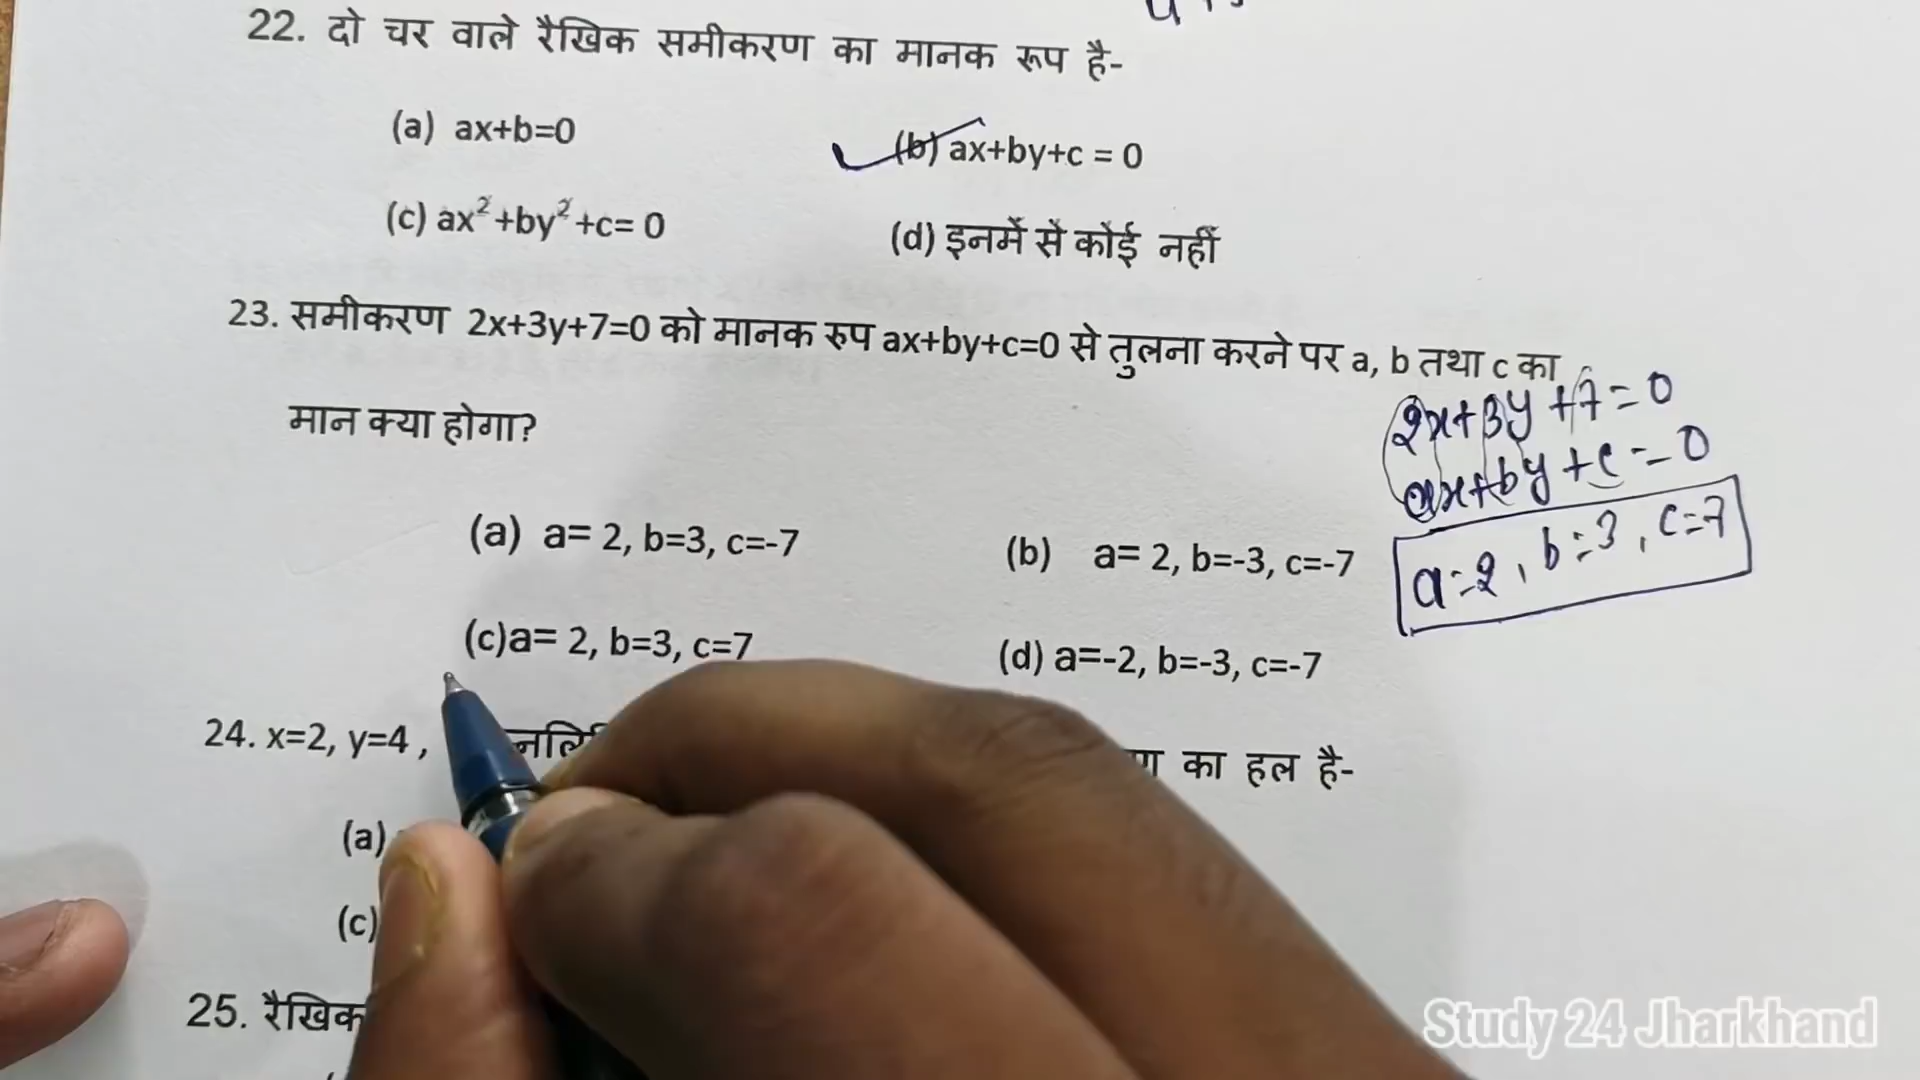 22. दो चर वाले रैखिक समीकरण का मानक रूप है-
(a) ax+b=0
(b) ax+by+c = 0
(c) ax²+by²+c= 0
(d) इनमें से कोई नहीं
23. समीकरण 2x+3y+7=0 को मानक रुप ax+by+c=0 से तुलना करने पर a, b तथा c का
मान क्या होगा?
2x+3y+7=0
ax+by+c=0
a=2, b=3, c=7
(a) a= 2, b=3, c=-7
(b) a= 2, b=-3, c=-7
(c)a= 2, b=3, c=7
(d) a=-2, b=-3, c=-7
24. x=2, y=4 , का हल है-
(a)
(c)
25. रैखिक
Study 24 Jharkhand